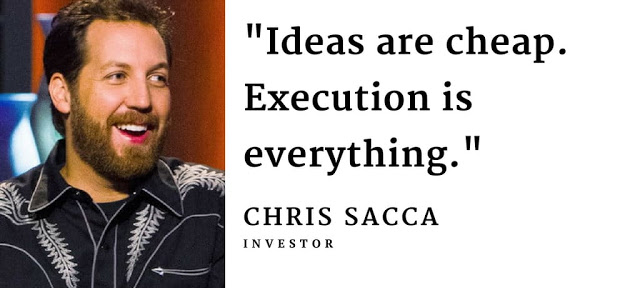 "Ideas are cheap.
Execution is
everything."
CHRIS SACCA
INVESTOR